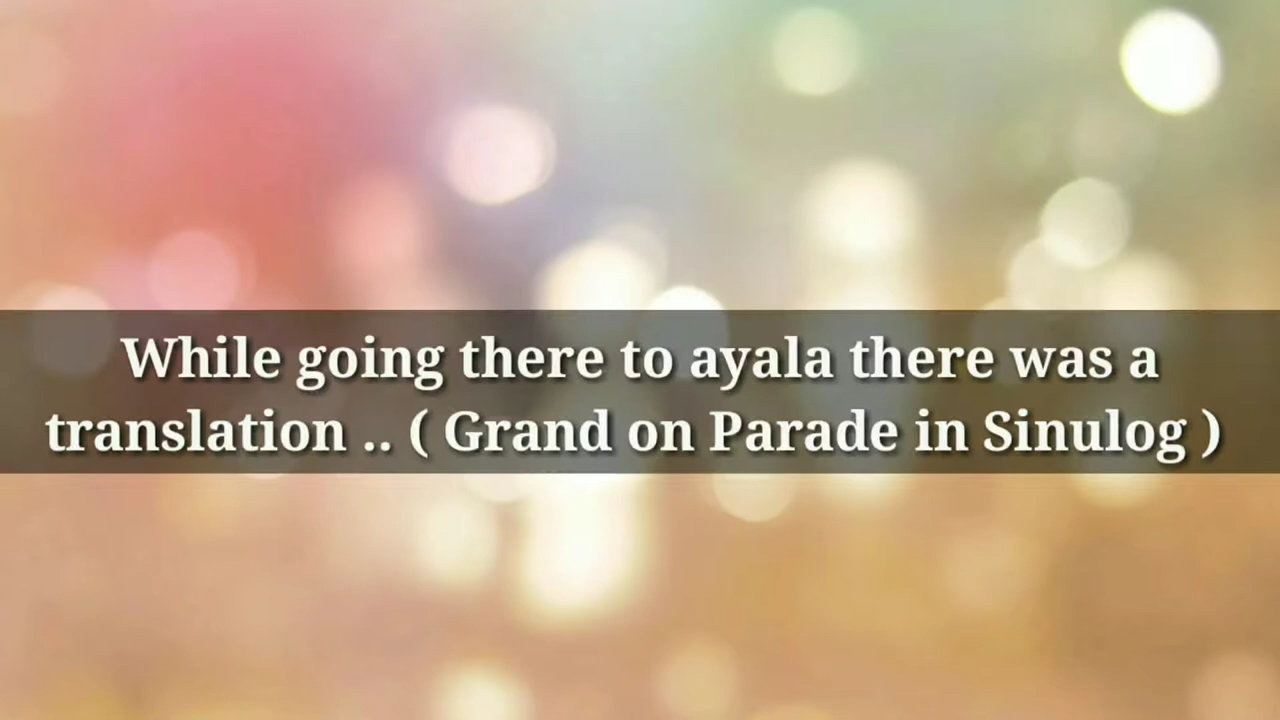 While going there to ayala there was a
translation .. ( Grand on Parade in Sinulog )